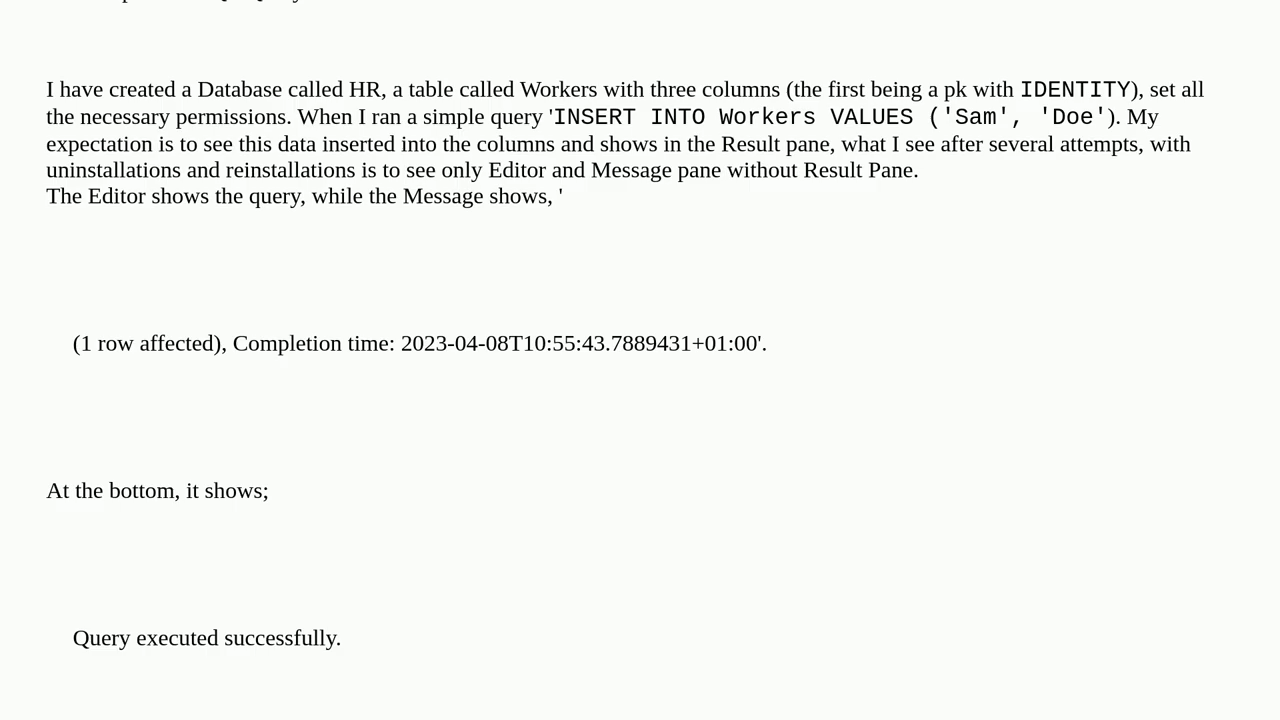 I have created a Database called HR, a table called Workers with three columns (the first being a pk with IDENTITY), set all
the necessary permissions. When I ran a simple query 'INSERT INTO Workers VALUES ('Sam', 'Doe'). My
expectation is to see this data inserted into the columns and shows in the Result pane, what I see after several attempts, with
uninstallations and reinstallations is to see only Editor and Message pane without Result Pane.
The Editor shows the query, while the Message shows, '
(1 row affected), Completion time: 2023-04-08T10:55:43.7889431+01:00'.
At the bottom, it shows;
Query executed successfully.